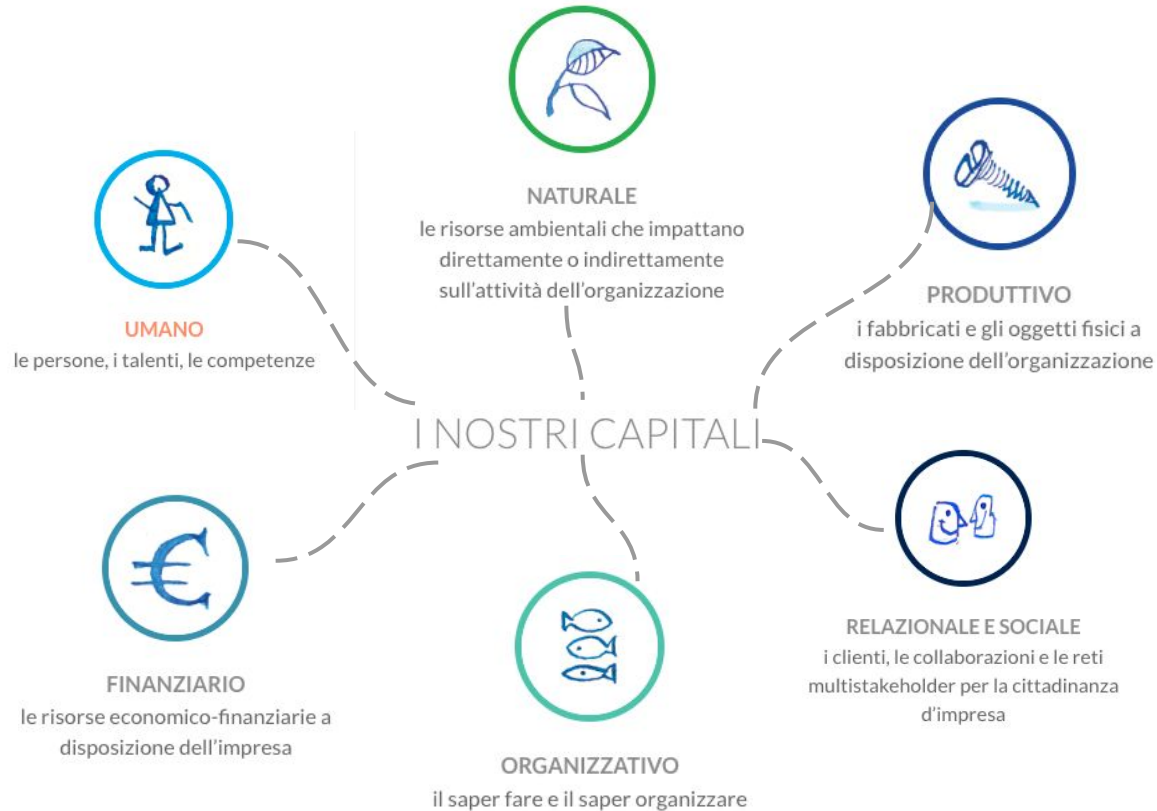 NATURALE
le risorse ambientali che impattano
direttamente o indirettamente
sull'attività dell'organizzazione
UMANO
le persone, i talenti, le competenze
PRODUTTIVO
i fabbricati e gli oggetti fisici a
disposizione dell'organizzazione
I NOSTRI CAPITALI
FINANZIARIO
le risorse economico-finanziarie a
disposizione dell'impresa
ORGANIZZATIVO
il saper fare e il saper organizzare
RELAZIONALE E SOCIALE
i clienti, le collaborazioni e le reti
multistakeholder per la cittadinanza
d'impresa